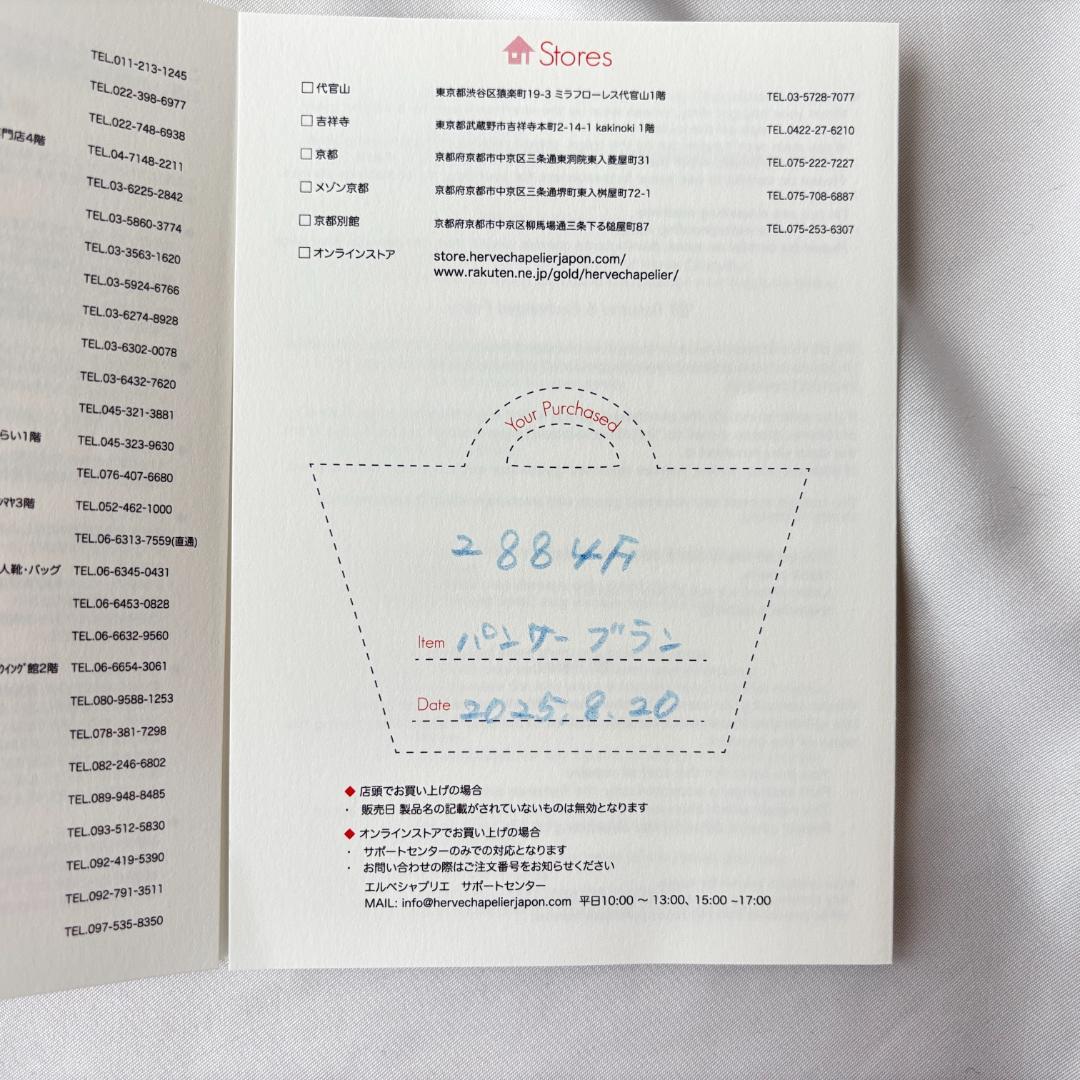 TEL.011-213-1245
TEL.022-398-6977
TEL.022-748-6938
門店4階
TEL.04-7148-2211
TEL.03-6225-2842
TEL.03-5860-3774
TEL.03-3563-1620
TEL.03-5924-6766
TEL.03-6274-8928
TEL.03-6302-0078
TEL.03-6432-7620
TEL.045-321-3881
らい1階 TEL.045-323-9630
TEL.076-407-6680
ﾝﾏﾔ3階 TEL.052-462-1000
TEL.06-6313-7559(直通)
人靴・バッグ TEL.06-6345-0431
TEL.06-6453-0828
TEL.06-6632-9560
ｳｲﾝｸﾞ館2階 TEL.06-6654-3061
TEL.080-9588-1253
TEL.078-381-7298
TEL.082-246-6802
TEL.089-948-8485
TEL.093-512-5830
TEL.092-419-5390
TEL.092-791-3511
TEL.097-535-8350
Stores
代官山 東京都渋谷区猿楽町19-3 ミラフローレス代官山1階 TEL.03-5728-7077
吉祥寺 東京都武蔵野市吉祥寺本町2-14-1 kakinoki 1階 TEL.0422-27-6210
京都 京都府京都市中京区三条通東洞院東入菱屋町31 TEL.075-222-7227
メゾン京都 京都府京都市中京区三条通堺町東入桝屋町72-1 TEL.075-708-6887
京都別館 京都府京都市中京区柳馬場通三条下る槌屋町87 TEL.075-253-6307
オンラインストア store.hervechapelierjapon.com/
www.rakuten.ne.jp/gold/hervechapelier/
Your Purchased
2884Fi
Item パンサーブラン
Date 2025.8.20
◆ 店頭でお買い上げの場合
・ 販売日 製品名の記載がされていないものは無効となります
◆ オンラインストアでお買い上げの場合
・ サポートセンターのみでの対応となります
・ お問い合わせの際はご注文番号をお知らせください
エルベシャプリエ サポートセンター
MAIL: info@hervechapelierjapon.com 平日10:00 ～ 13:00、15:00 ~17:00